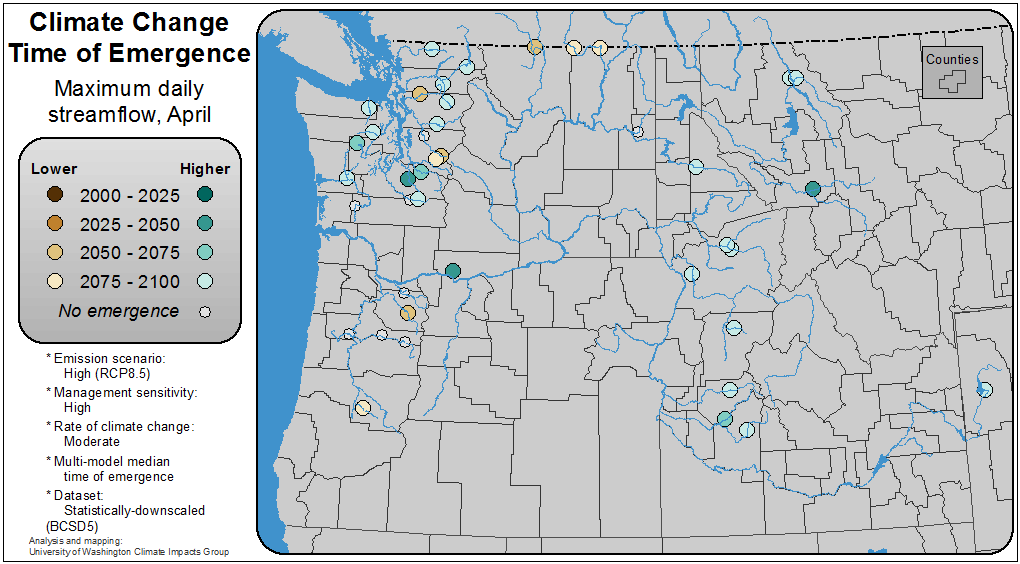 Climate Change
Time of Emergence
Maximum daily
streamflow, April
Lower Higher
2000 - 2025
2025 - 2050
2050 - 2075
2075 - 2100
No emergence
* Emission scenario:
High (RCP8.5)
* Management sensitivity:
High
* Rate of climate change:
Moderate
* Multi-model median
time of emergence
* Dataset:
Statistically-downscaled
(BCSD5)
Analysis and mapping:
University of Washington Climate Impacts Group
Counties